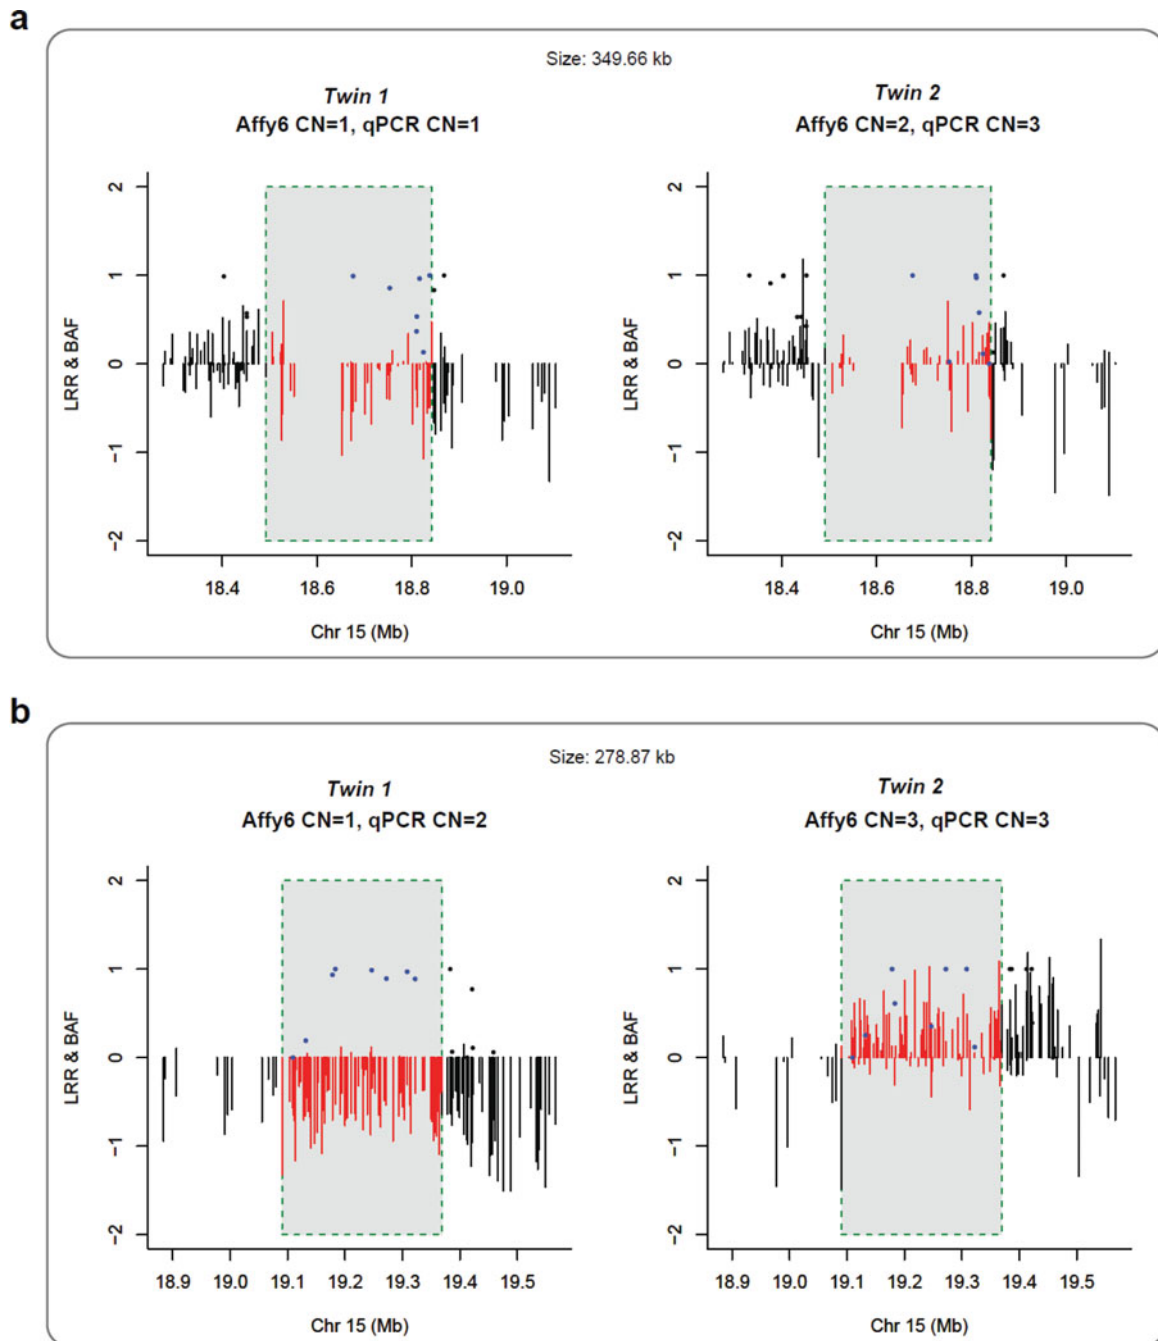 a
Size: 349.66 kb
Twin 1
Affy6 CN=1, qPCR CN=1
Twin 2
Affy6 CN=2, qPCR CN=3
LRR & BAF
2
1
0
−1
−2
18.4 18.6 18.8 19.0
Chr 15 (Mb)
LRR & BAF
2
1
0
−1
−2
18.4 18.6 18.8 19.0
Chr 15 (Mb)
b
Size: 278.87 kb
Twin 1
Affy6 CN=1, qPCR CN=2
Twin 2
Affy6 CN=3, qPCR CN=3
LRR & BAF
2
1
0
−1
−2
18.9 19.0 19.1 19.2 19.3 19.4 19.5
Chr 15 (Mb)
LRR & BAF
2
1
0
−1
−2
18.9 19.0 19.1 19.2 19.3 19.4 19.5
Chr 15 (Mb)